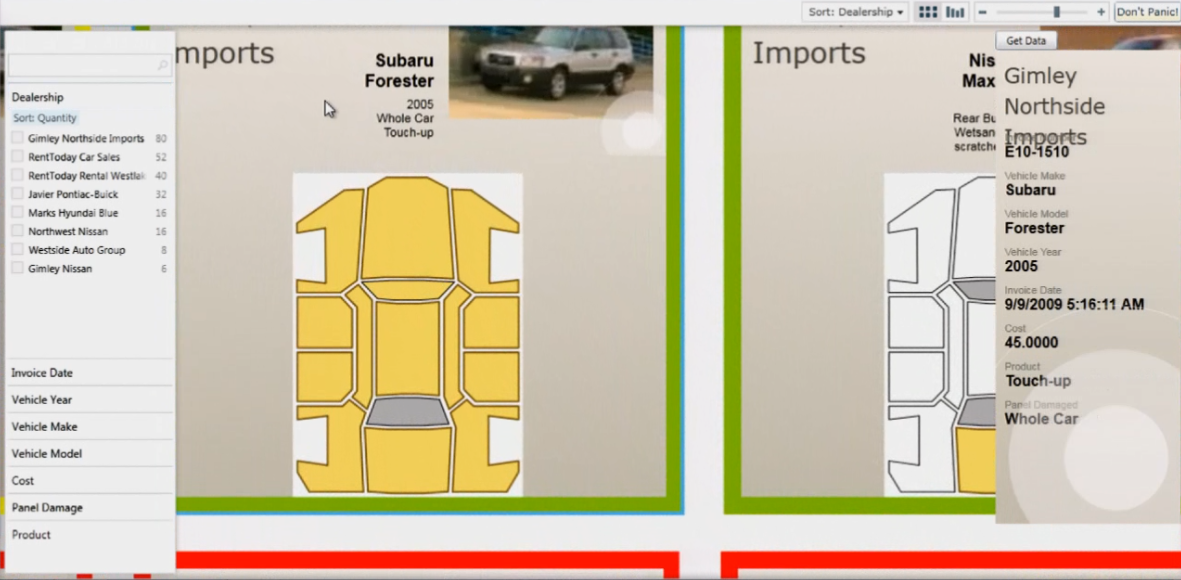 Sort: Dealership
Don't Panic!
Get Data
Dealership
Sort: Quantity
Gimley Northside Imports 80
RentToday Car Sales 52
RentToday Rental Westlak 40
Javier Pontiac-Buick 32
Marks Hyundai Blue 16
Northwest Nissan 16
Westside Auto Group 8
Gimley Nissan 6
Invoice Date
Vehicle Year
Vehicle Make
Vehicle Model
Cost
Panel Damage
Product
mports
Subaru
Forester
2005
Whole Car
Touch-up
Imports
Nis
Max
Rear Bu
Wetsan
scratche
Gimley
Northside
Imports
E10-1510
Vehicle Make
Subaru
Vehicle Model
Forester
Vehicle Year
2005
Invoice Date
9/9/2009 5:16:11 AM
Cost
45.0000
Product
Touch-up
Panel Damaged
Whole Car